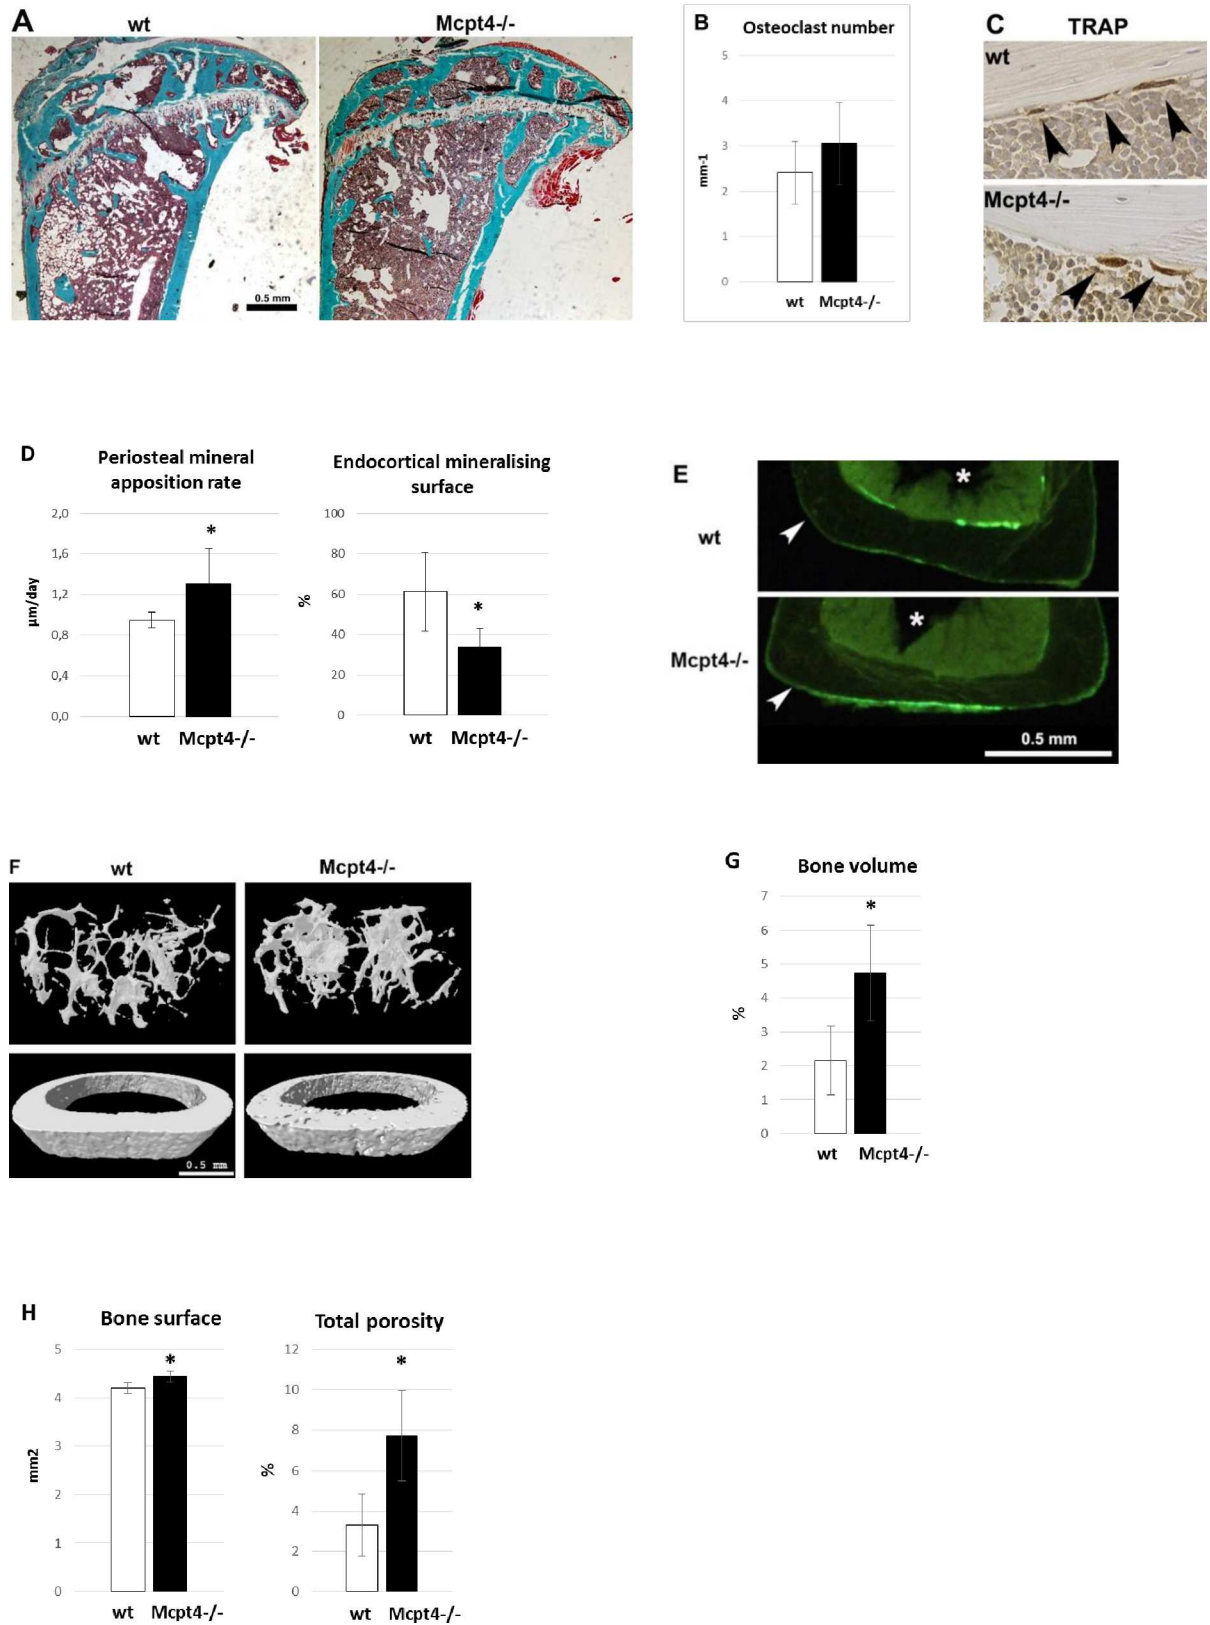 A
wt
Mcpt4-/-
0.5 mm
B
Osteoclast number
5
4
3
2
1
0
mm-1
wt
Mcpt4-/-
C
TRAP
wt
Mcpt4-/-
D
Periosteal mineral
apposition rate
2,0
1,6
1,2
0,8
0,4
0,0
µm/day
wt
Mcpt4-/-
*
Endocortical mineralising
surface
100
80
60
40
20
0
%
wt
Mcpt4-/-
*
E
wt
*
Mcpt4-/-
*
0.5 mm
F
wt
Mcpt4-/-
0.5 mm
G
Bone volume
7
6
5
4
3
2
1
0
%
*
wt
Mcpt4-/-
H
Bone surface
5
4
3
2
1
0
mm2
*
wt
Mcpt4-/-
Total porosity
12
10
8
6
4
2
0
%
*
wt
Mcpt4-/-